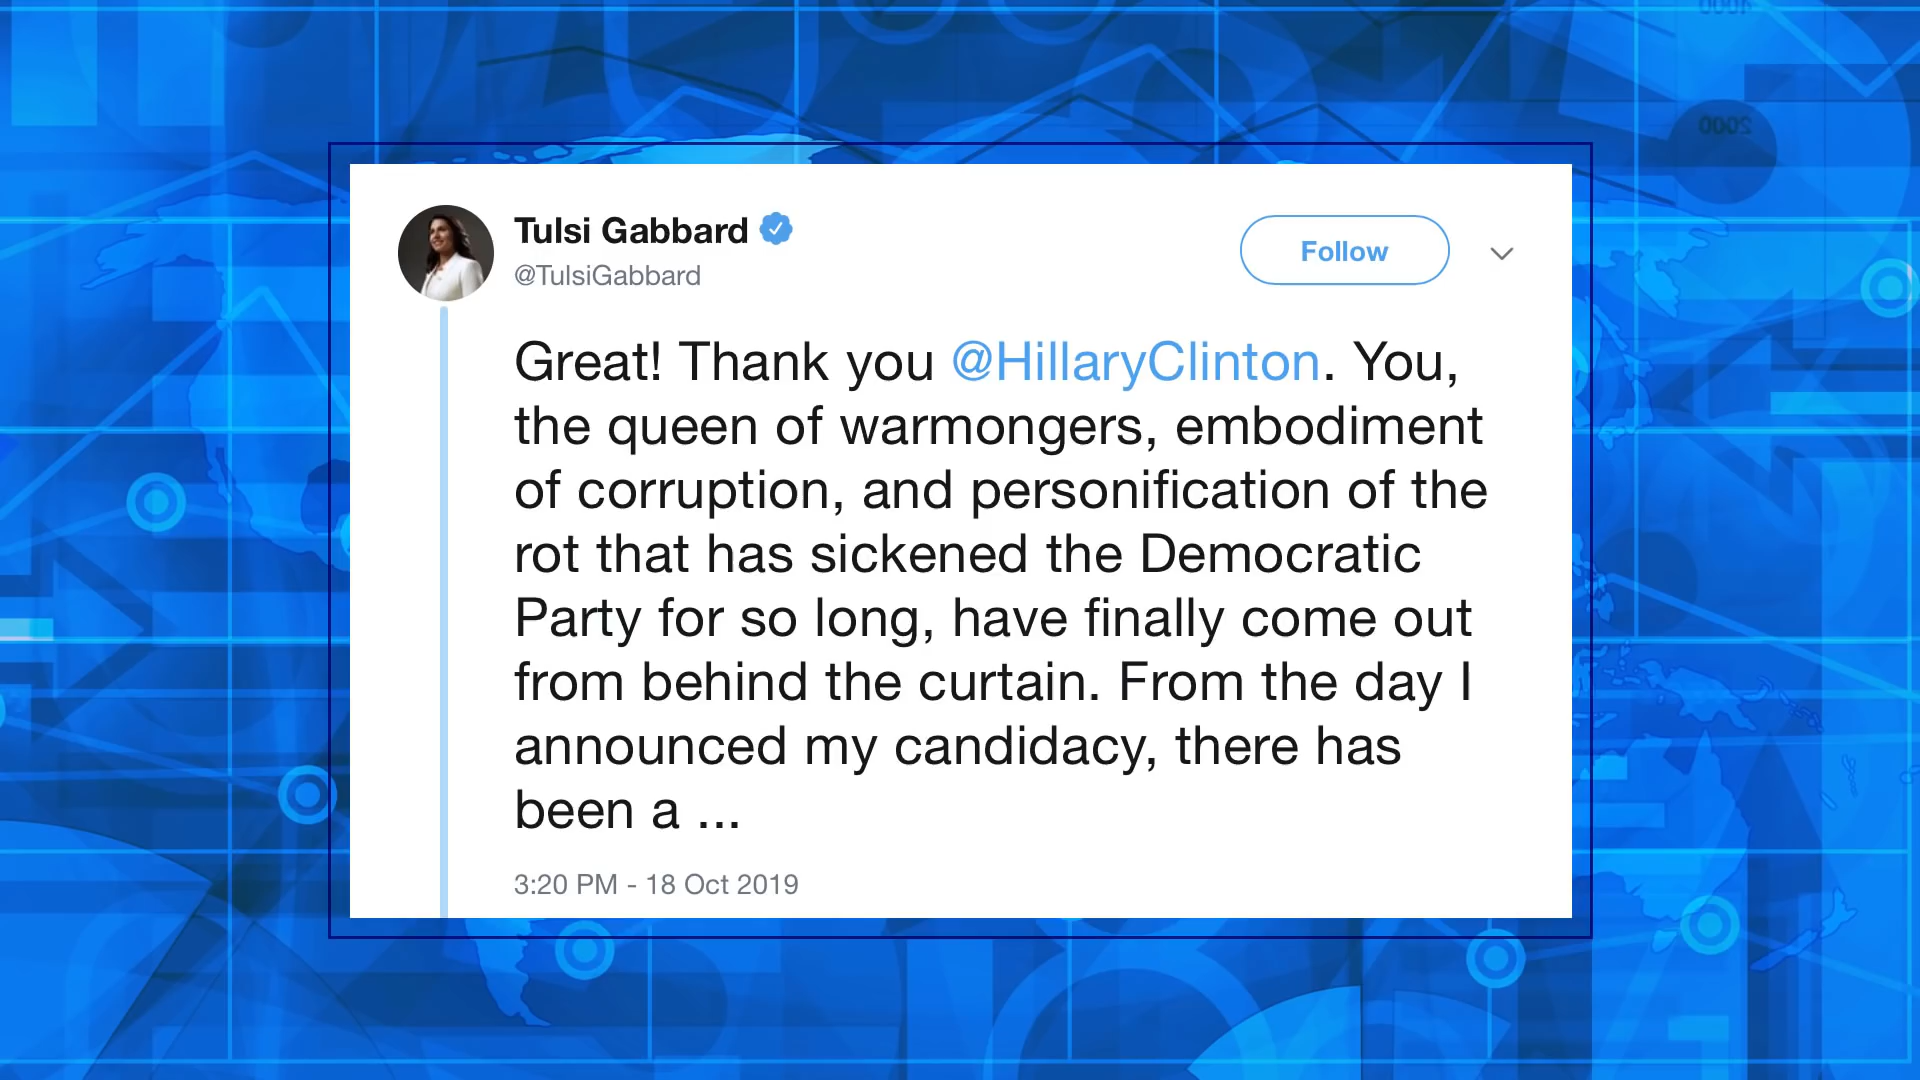 Tulsi Gabbard
@TulsiGabbard
Follow
Great! Thank you @HillaryClinton. You,
the queen of warmongers, embodiment
of corruption, and personification of the
rot that has sickened the Democratic
Party for so long, have finally come out
from behind the curtain. From the day I
announced my candidacy, there has
been a ...
3:20 PM - 18 Oct 2019